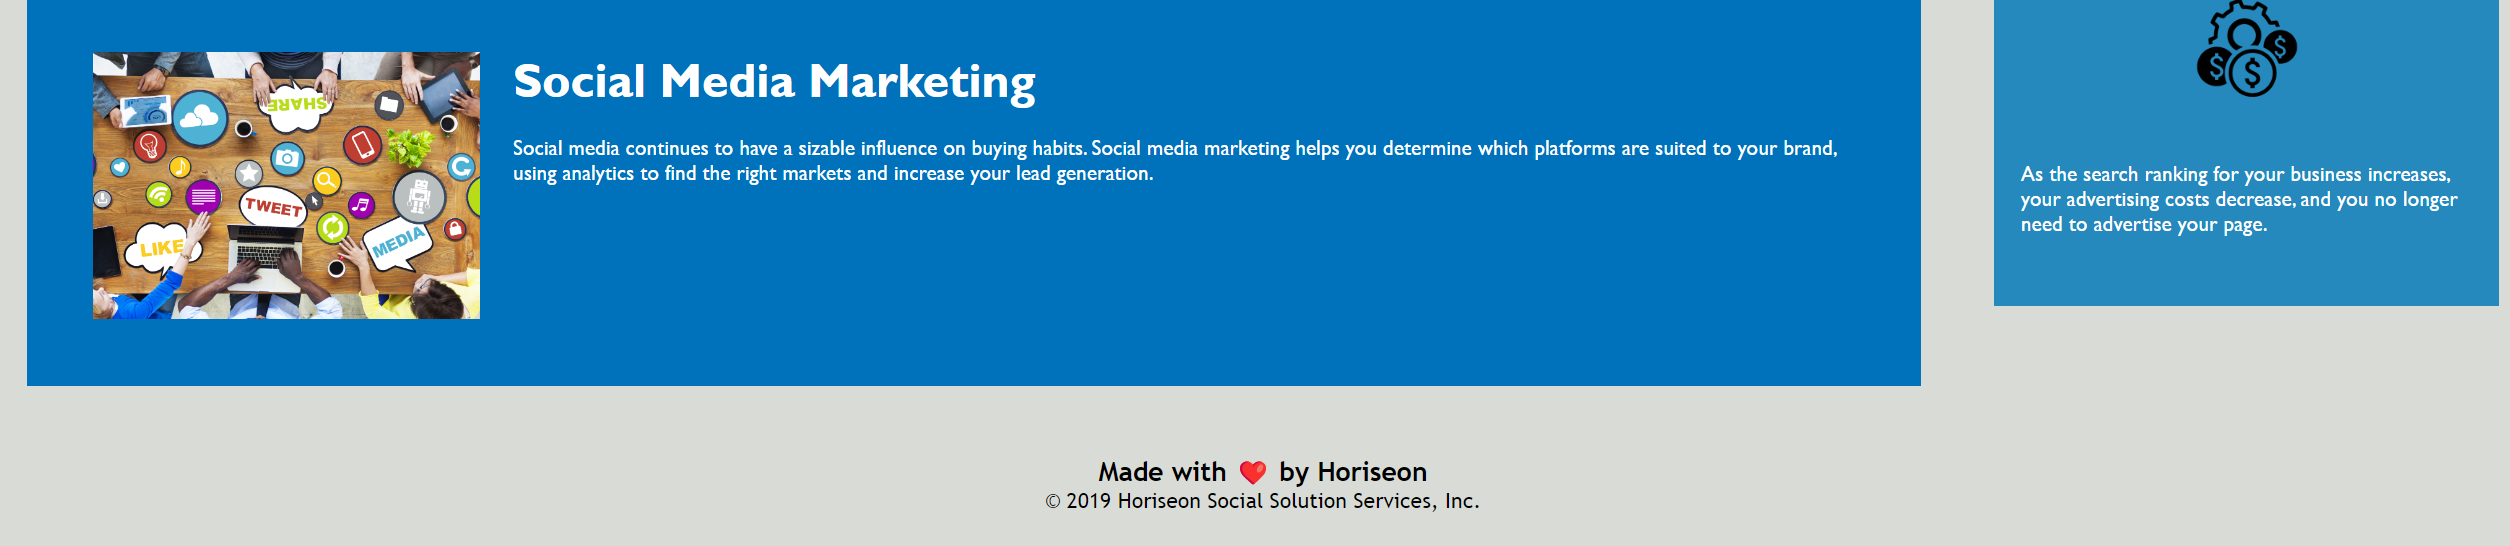 Social Media Marketing
Social media continues to have a sizable influence on buying habits. Social media marketing helps you determine which platforms are suited to your brand,
using analytics to find the right markets and increase your lead generation.
SHARE
TWEET
LIKE
MEDIA
$ $ $
As the search ranking for your business increases,
your advertising costs decrease, and you no longer
need to advertise your page.
Made with ❤️ by Horiseon
© 2019 Horiseon Social Solution Services, Inc.